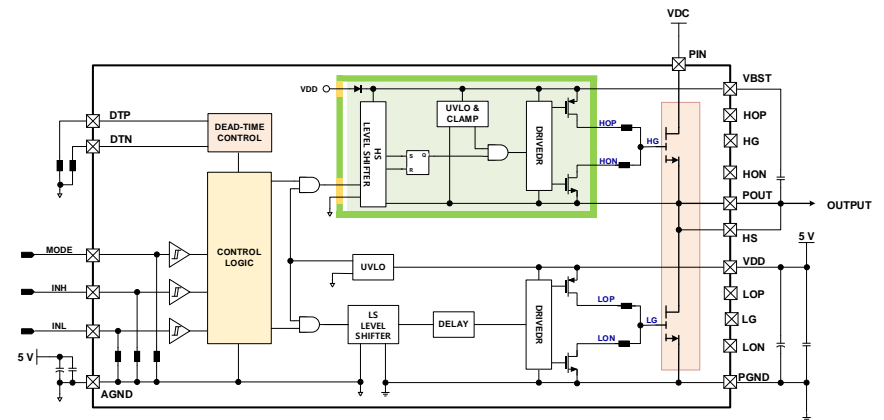 VDC
PIN
VBST
VDD
DTP
DTN
DEAD-TIME
CONTROL
HS
LEVEL SHIFTER
S
Q
R
UVLO &
CLAMP
DRIVEDR
HOP
HON
HG
HOP
HG
HON
POUT
OUTPUT
HS
5 V
VDD
MODE
INH
INL
CONTROL
LOGIC
UVLO
LS
LEVEL
SHIFTER
DELAY
DRIVEDR
LOP
LON
LG
LOP
LG
LON
5 V
AGND
PGND